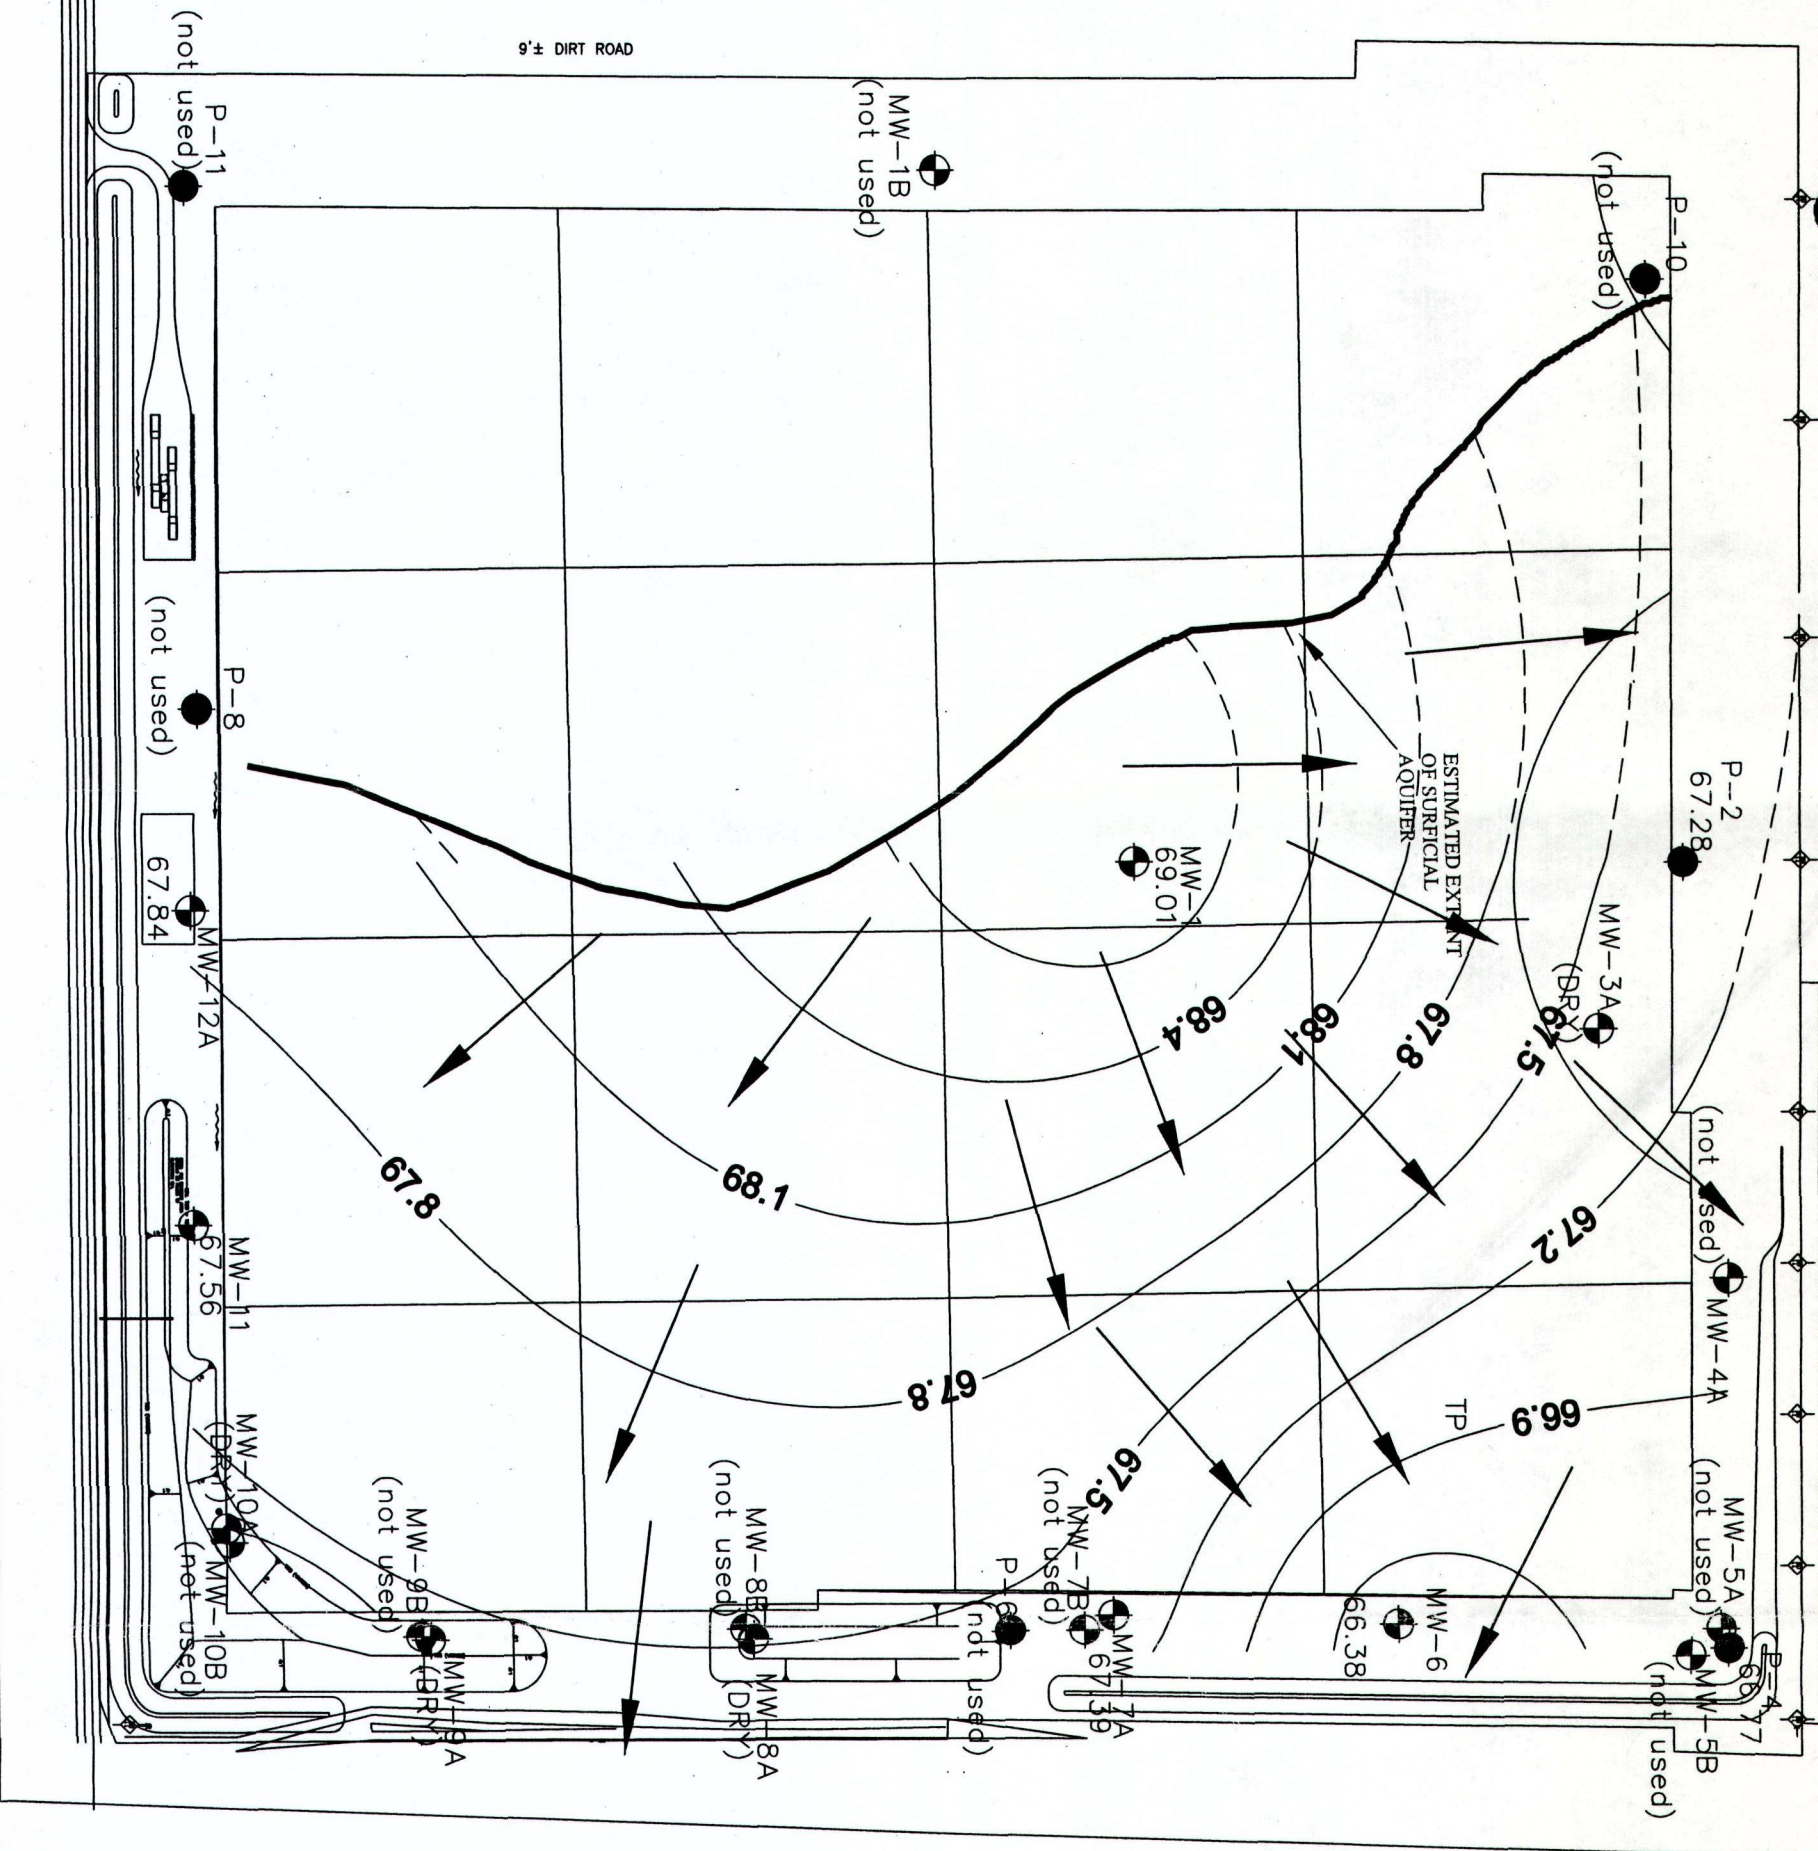 9'± DIRT ROAD
P-11
(not used)
MW-1B
(not used)
P-10
(not used)
P-8
(not used)
ESTIMATED EXTENT
OF SURFICIAL
AQUIFER
P-2
67.28
MW-1
69.01
MW-3A
(DRY)
MW-12A
67.84
68.4
68.1
67.8
67.5
67.2
66.9
68.1
67.8
67.8
67.5
(not used)
MW-4A
TP
MW-11
67.56
MW-10A
(DRY)
MW-10B
(not used)
MW-9B
(not used)
MW-9A
(DRY)
MW-8B
(not used)
MW-8A
(DRY)
P-6
(not used)
MW-7B
(not used)
MW-7A
67.39
MW-6
66.38
MW-5A
(not used)
MW-5B
(not used)
P-4